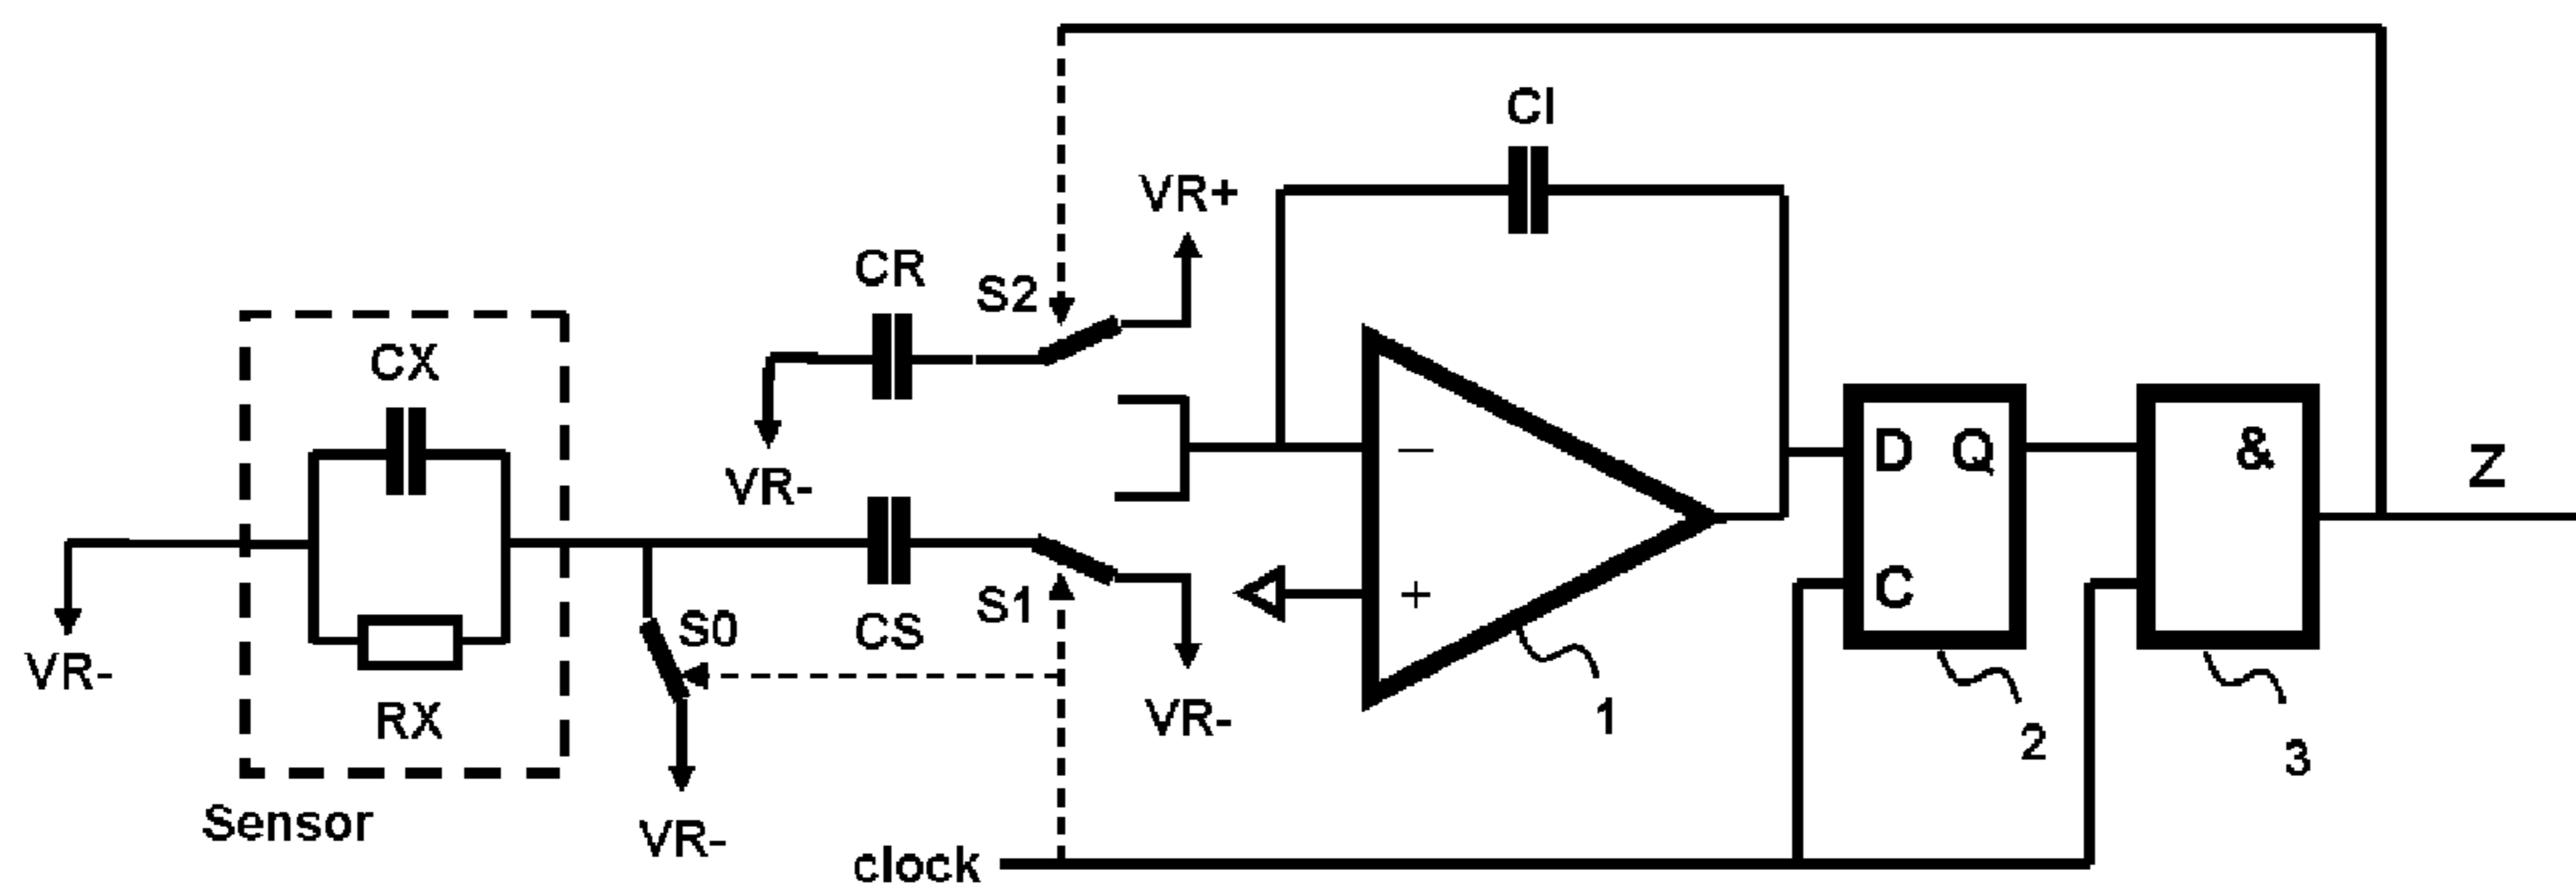 CI
VR+
CR
S2
CX
VR-
Z
D Q
&
−
C
+
S1
S0
CS
VR-
RX
VR-
1
2
3
Sensor
VR-
clock